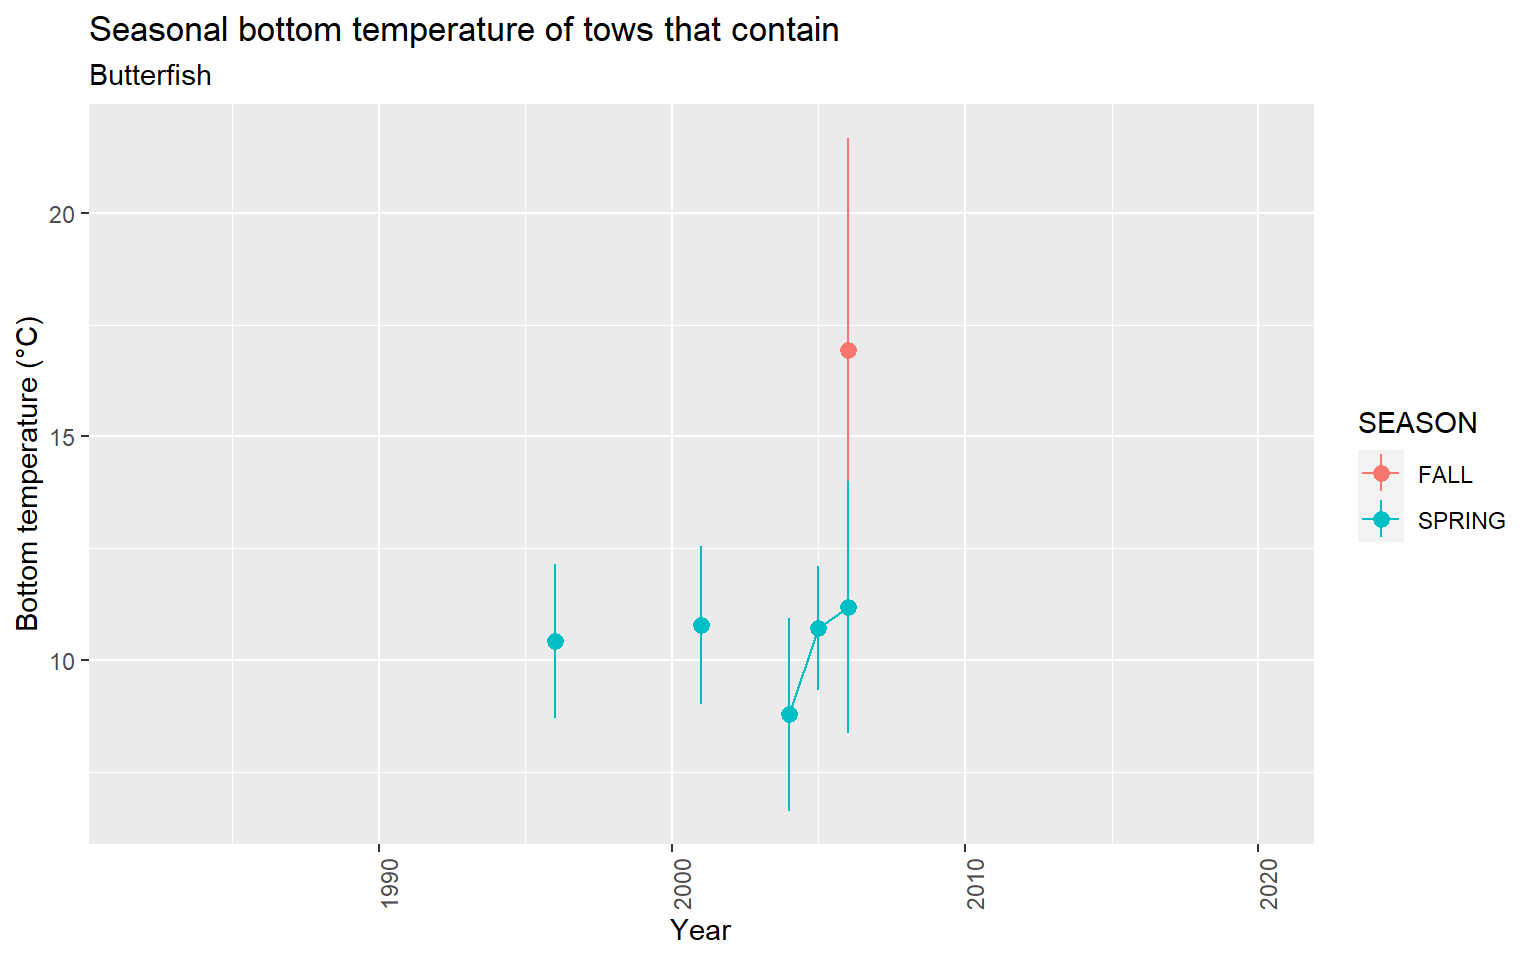 Seasonal bottom temperature of tows that contain
Butterfish
Bottom temperature (°C)
20
15
10
1990
2000
2010
2020
Year
SEASON
FALL
SPRING